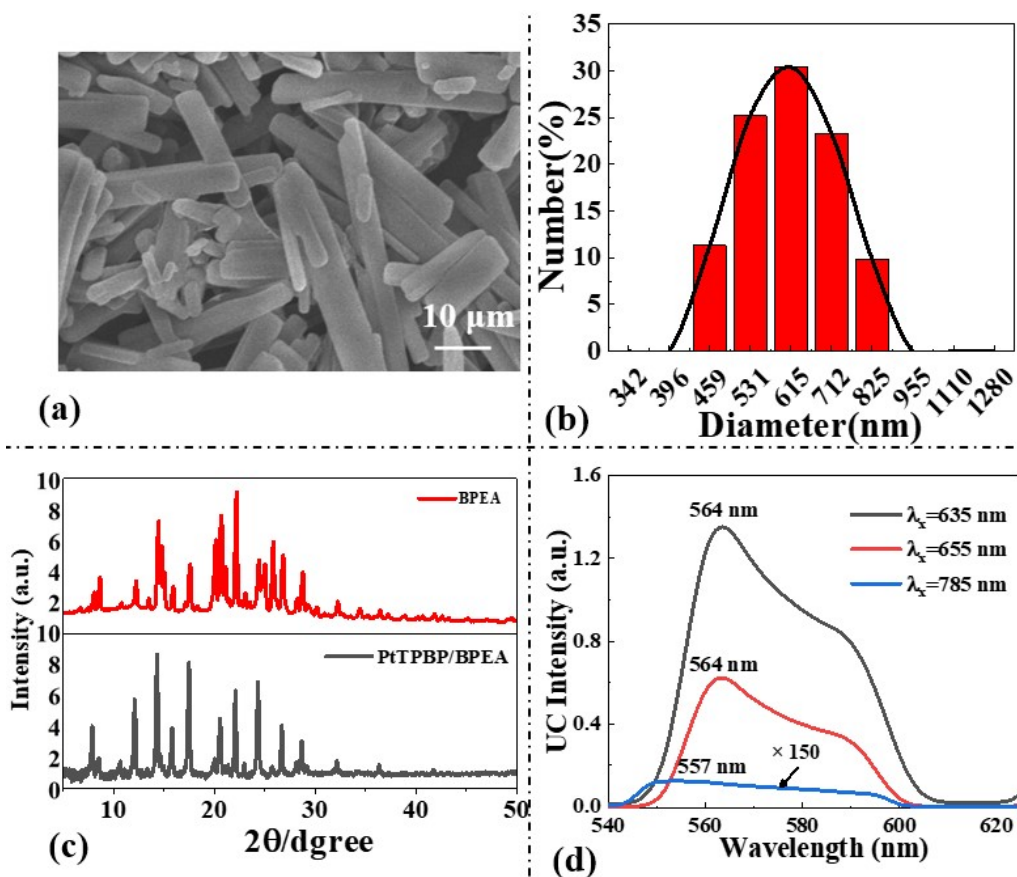 10 μm
(a)
35
30
25
20
15
10
5
0
Number(%)
342 396 459 531 615 712 825 955 1110 1280
(b) Diameter(nm)
10
8
6
4
2
BPEA
10
8
6
4
2
0
PtTPBP/BPEA
Intensity (a.u.)
10 20 30 40 50
2θ/dgree
(c)
1.6
1.2
0.8
0.4
0.0
UC Intensity (a.u.)
564 nm
λx=635 nm
λx=655 nm
λx=785 nm
564 nm
× 150
557 nm
540 560 580 600 620
Wavelength (nm)
(d)